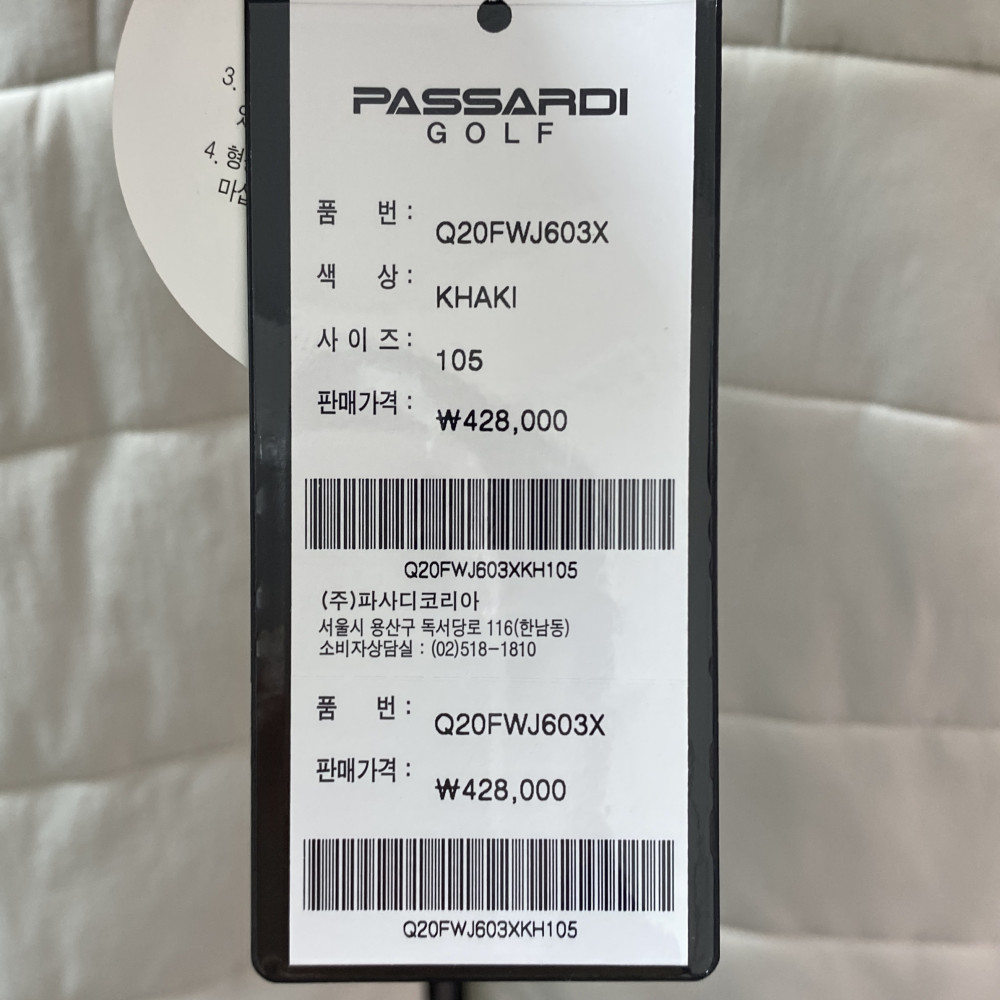 3.
4. 형
PASSARDI
GOLF
품 번 : Q20FWJ603X
색 상 : KHAKI
사 이 즈 : 105
판매가격 : ₩428,000
Q20FWJ603XKH105
(주)파사디코리아
서울시 용산구 독서당로 116(한남동)
소비자상담실 : (02)518-1810
품 번 : Q20FWJ603X
판매가격 : ₩428,000
Q20FWJ603XKH105